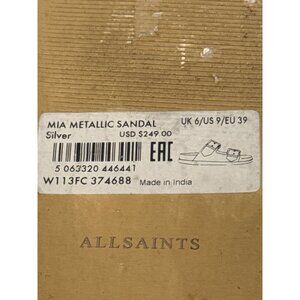 MIA METALLIC SANDAL UK 6/US 9/EU 39
Silver USD $249.00
EAC
5 063320 446441
W113FC 374688 Made in India
ALLSAINTS